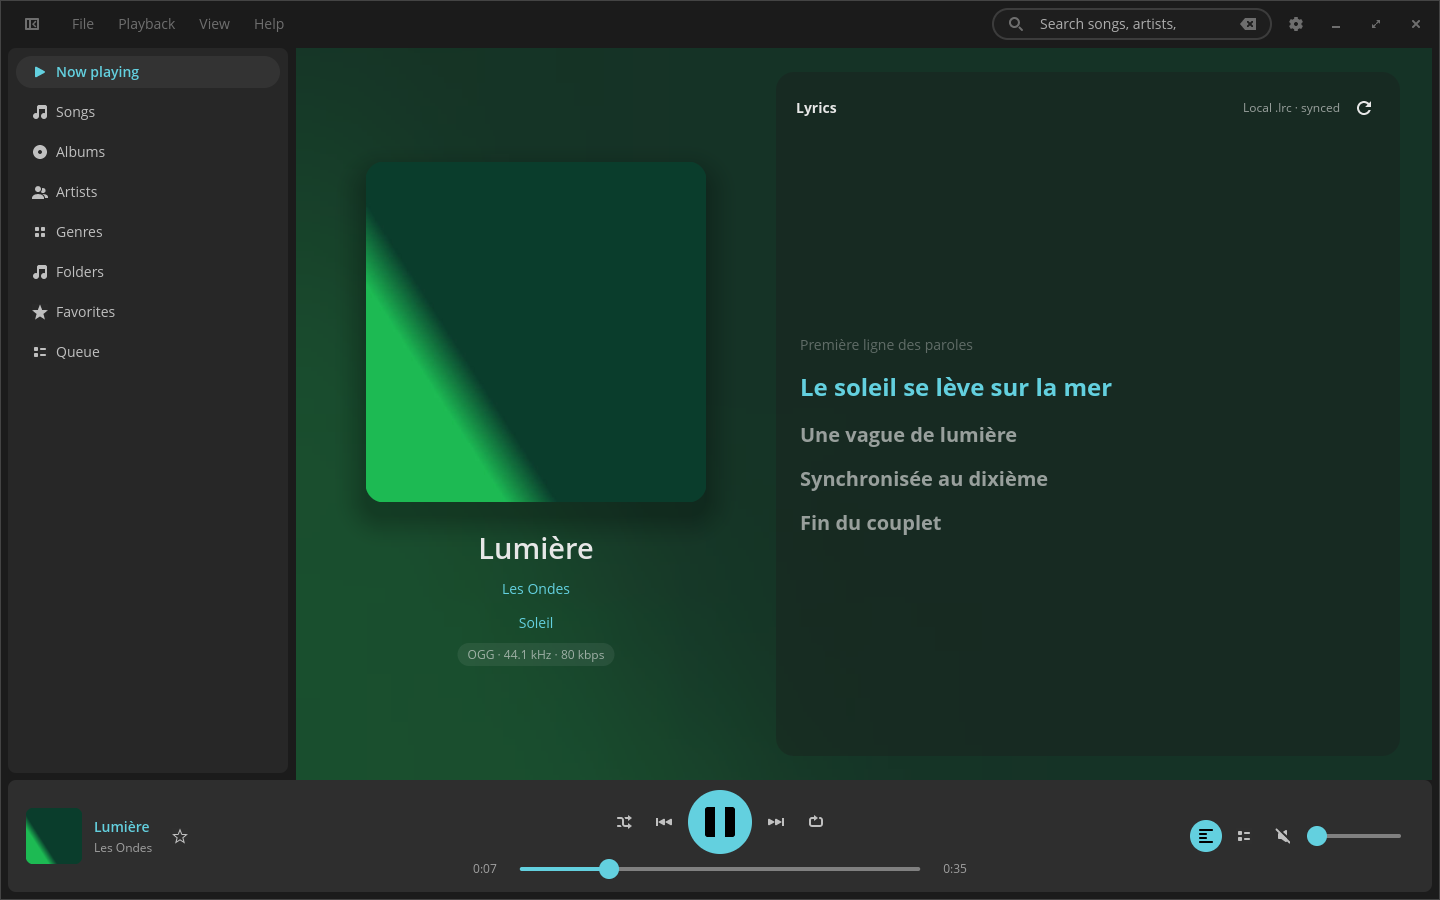 File Playback View Help
Search songs, artists,
Now playing
Songs
Albums
Artists
Genres
Folders
Favorites
Queue
Lumière
Les Ondes
Soleil
OGG · 44.1 kHz · 80 kbps
Lyrics
Local .lrc · synced
Première ligne des paroles
Le soleil se lève sur la mer
Une vague de lumière
Synchronisée au dixième
Fin du couplet
Lumière
Les Ondes
0:07
0:35